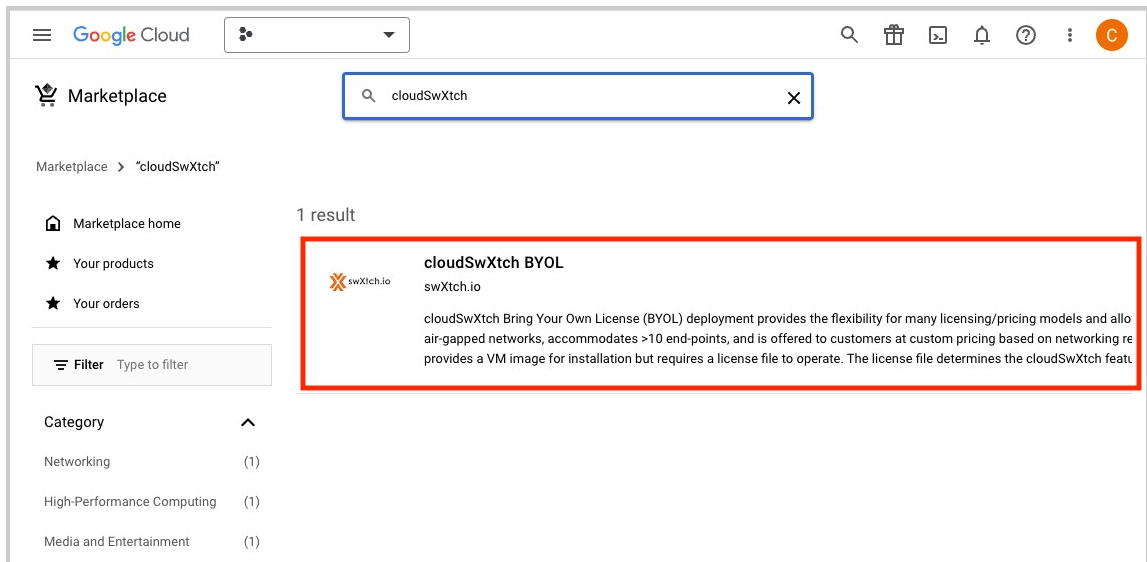 Google Cloud
C
Marketplace
cloudSwXtch
Marketplace > “cloudSwXtch”
Marketplace home
Your products
Your orders
Filter Type to filter
Category
Networking (1)
High-Performance Computing (1)
Media and Entertainment (1)
1 result
swXtch.io
cloudSwXtch BYOL
swXtch.io
cloudSwXtch Bring Your Own License (BYOL) deployment provides the flexibility for many licensing/pricing models and allo
air-gapped networks, accommodates >10 end-points, and is offered to customers at custom pricing based on networking re
provides a VM image for installation but requires a license file to operate. The license file determines the cloudSwXtch featu